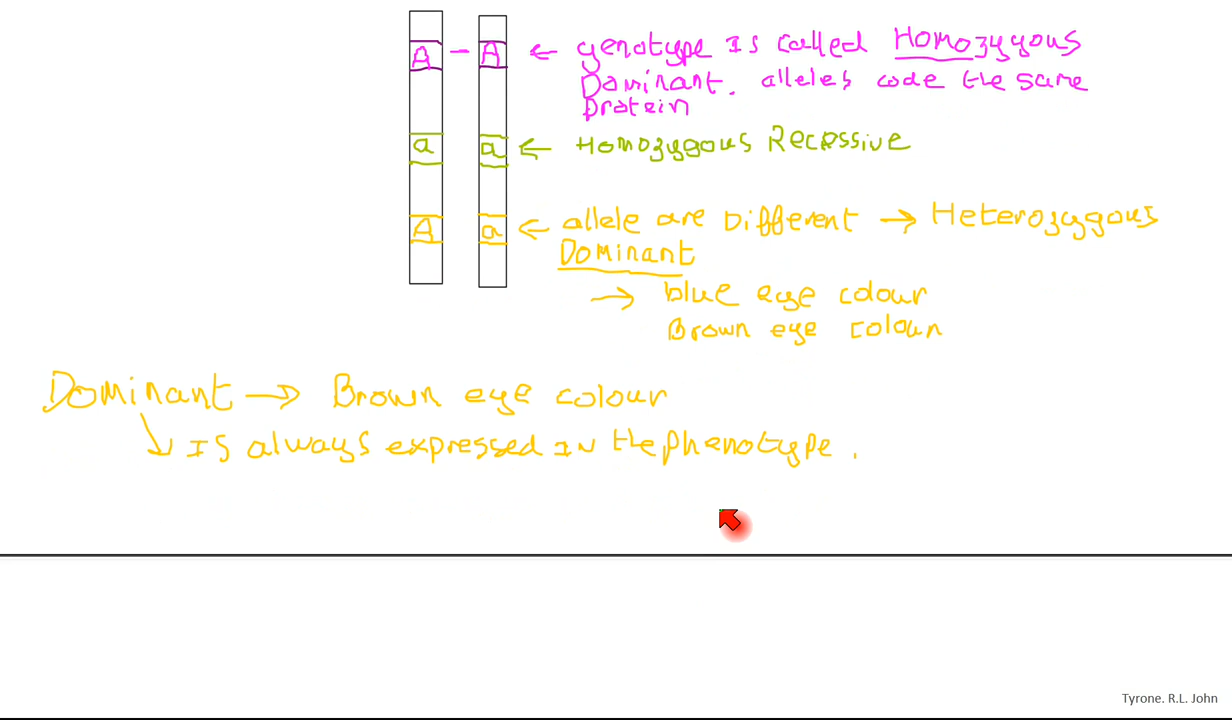 A - A ← genotype is called Homozygous
Dominant. alleles code the same
protein
a a ← Homozygous Recessive
A a ← allele are Different → Heterozygous
Dominant
→ blue eye colour
Brown eye colour
Dominant → Brown eye colour
↓ Is always expressed in the phenotype.
Tyrone. R.L. John